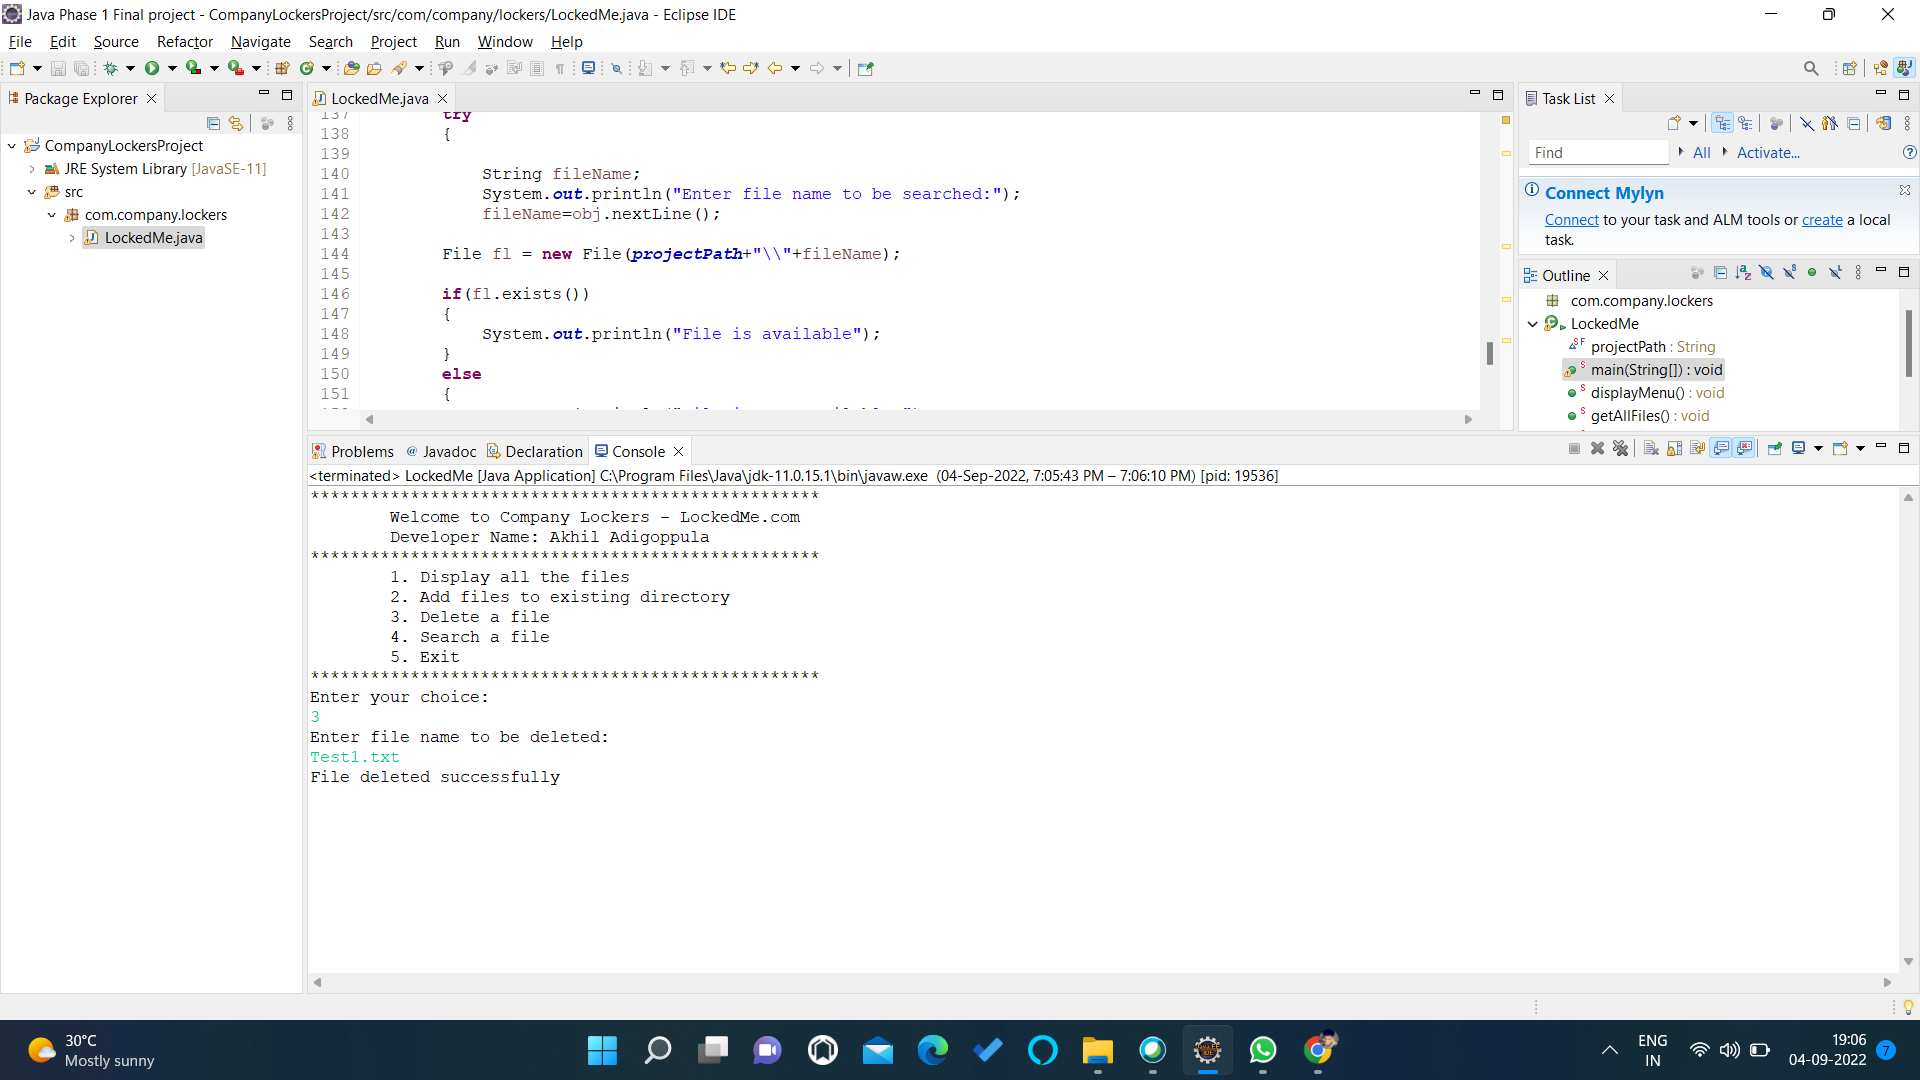 Java Phase 1 Final project - CompanyLockersProject/src/com/company/lockers/LockedMe.java - Eclipse IDE
File Edit Source Refactor Navigate Search Project Run Window Help
Package Explorer
CompanyLockersProject
JRE System Library [JavaSE-11]
src
com.company.lockers
LockedMe.java
LockedMe.java
137 try
138 {
139
140 String fileName;
141 System.out.println("Enter file name to be searched:");
142 fileName=obj.nextLine();
143
144 File fl = new File(projectPath+"\\"+fileName);
145
146 if(fl.exists())
147 {
148 System.out.println("File is available");
149 }
150 else
151 {
Task List
Find All Activate...
Connect Mylyn
Connect to your task and ALM tools or create a local
task.
Outline
com.company.lockers
LockedMe
projectPath : String
main(String[]) : void
displayMenu() : void
getAllFiles() : void
Problems Javadoc Declaration Console
<terminated> LockedMe [Java Application] C:\Program Files\Java\jdk-11.0.15.1\bin\javaw.exe (04-Sep-2022, 7:05:43 PM – 7:06:10 PM) [pid: 19536]
***************************************************
Welcome to Company Lockers - LockedMe.com
Developer Name: Akhil Adigoppula
***************************************************
1. Display all the files
2. Add files to existing directory
3. Delete a file
4. Search a file
5. Exit
***************************************************
Enter your choice:
3
Enter file name to be deleted:
Test1.txt
File deleted successfully
30°C
Mostly sunny
ENG
IN
19:06
04-09-2022
7